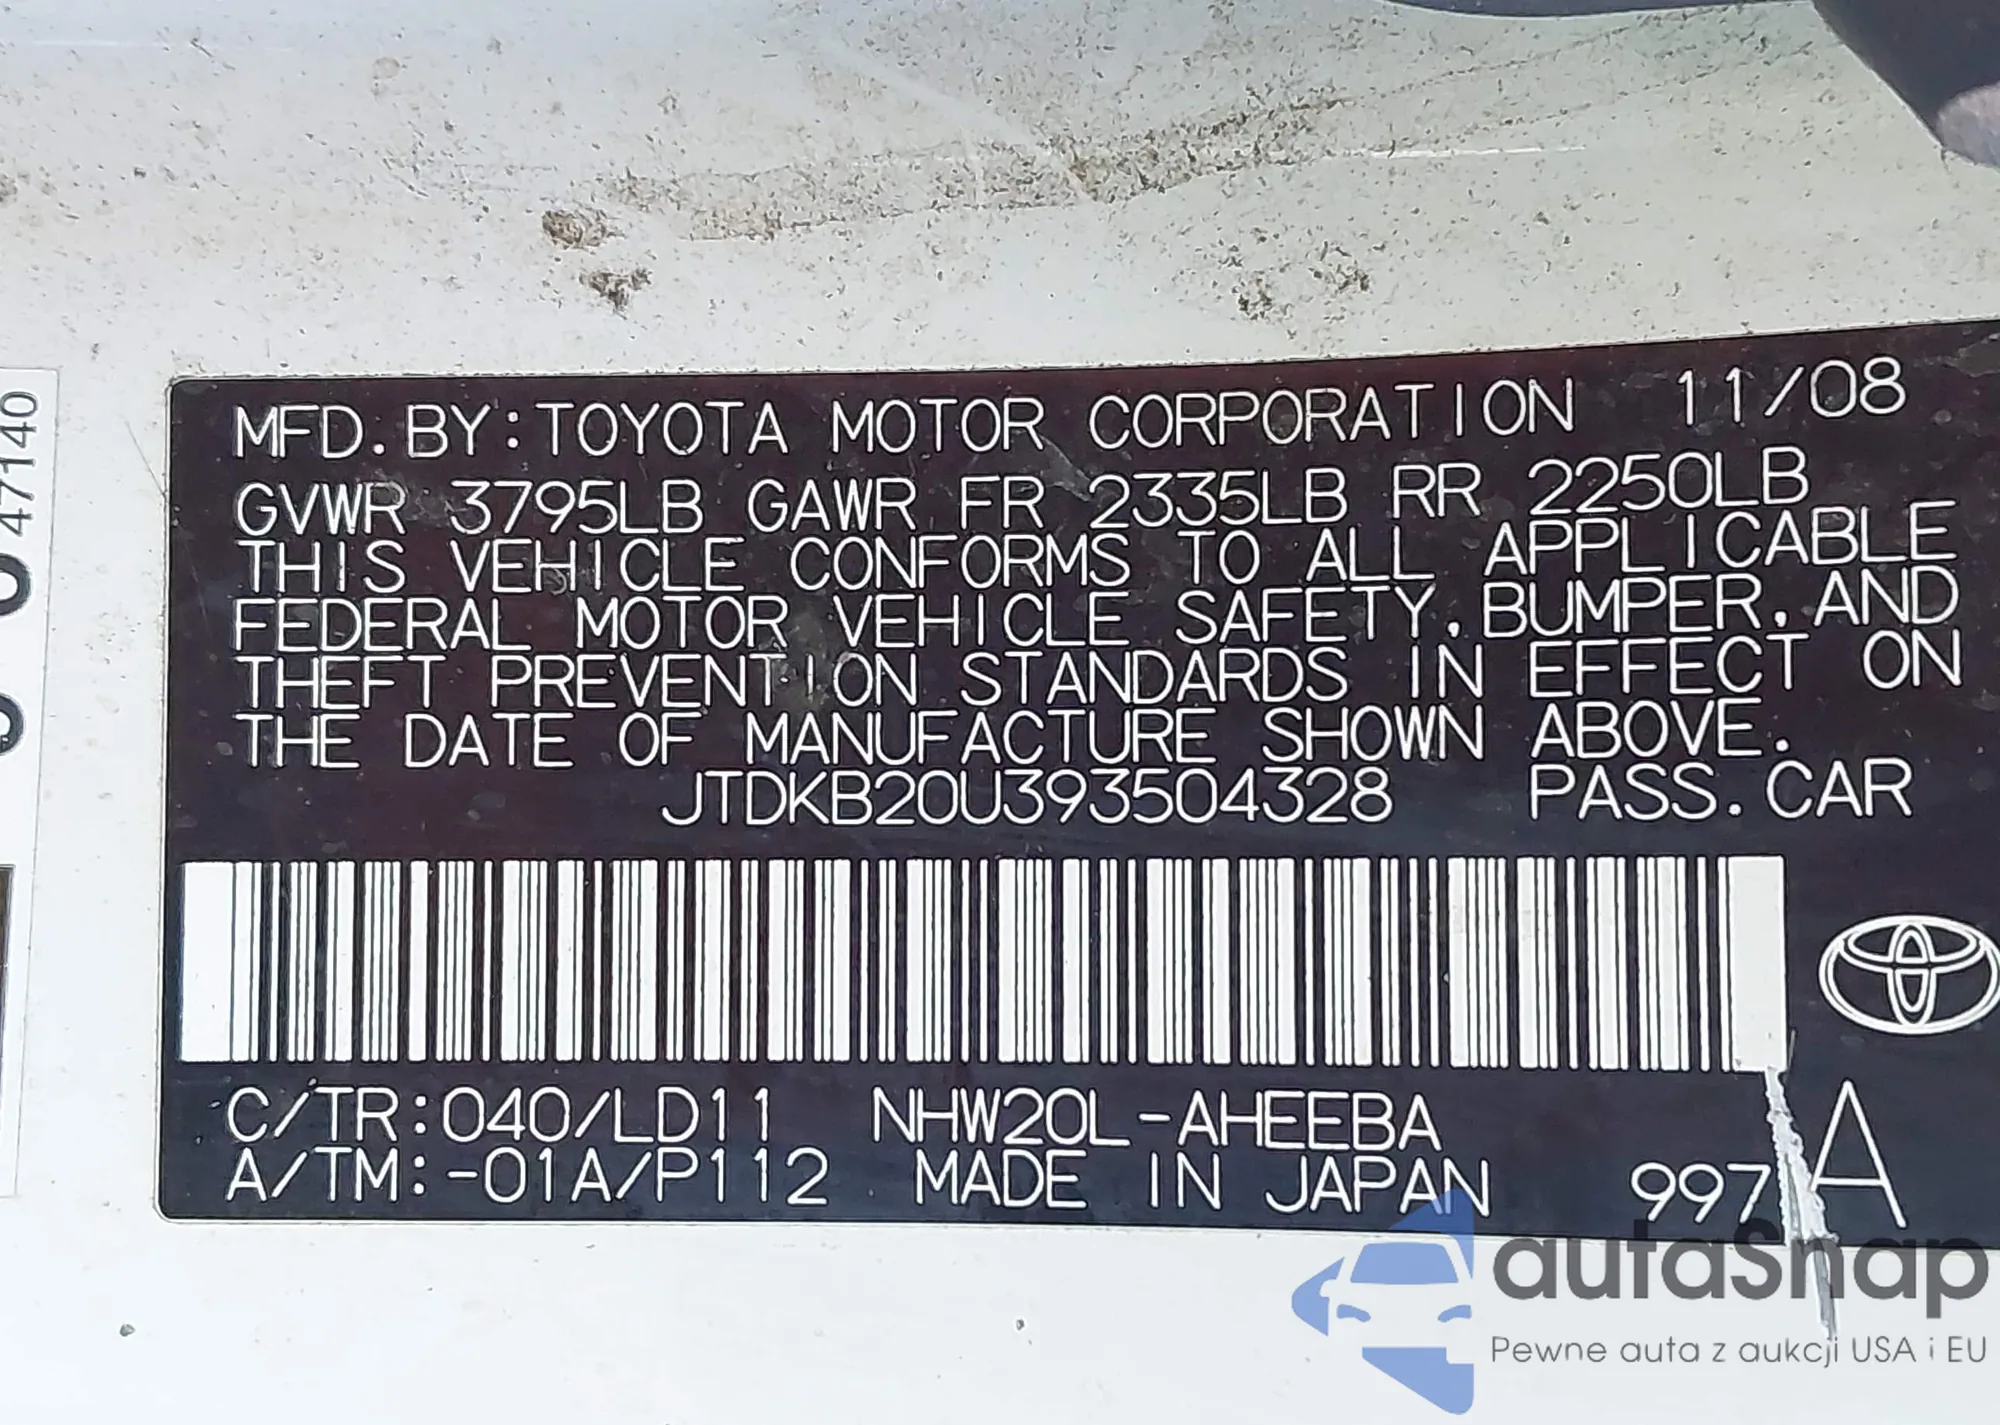 MFD. BY: TOYOTA MOTOR CORPORATION 11/08
GVWR 3795LB GAWR FR 2335LB RR 2250LB
THIS VEHICLE CONFORMS TO ALL APPLICABLE
FEDERAL MOTOR VEHICLE SAFETY, BUMPER, AND
THEFT PREVENTION STANDARDS IN EFFECT ON
THE DATE OF MANUFACTURE SHOWN ABOVE.
JTDKB20U393504328 PASS. CAR
C/TR: 040/LD11 NHW20L-AHEEBA
A/TM: -01A/P112 MADE IN JAPAN 997 A
47140
autoSnap
Pewne auta z aukcji USA i EU